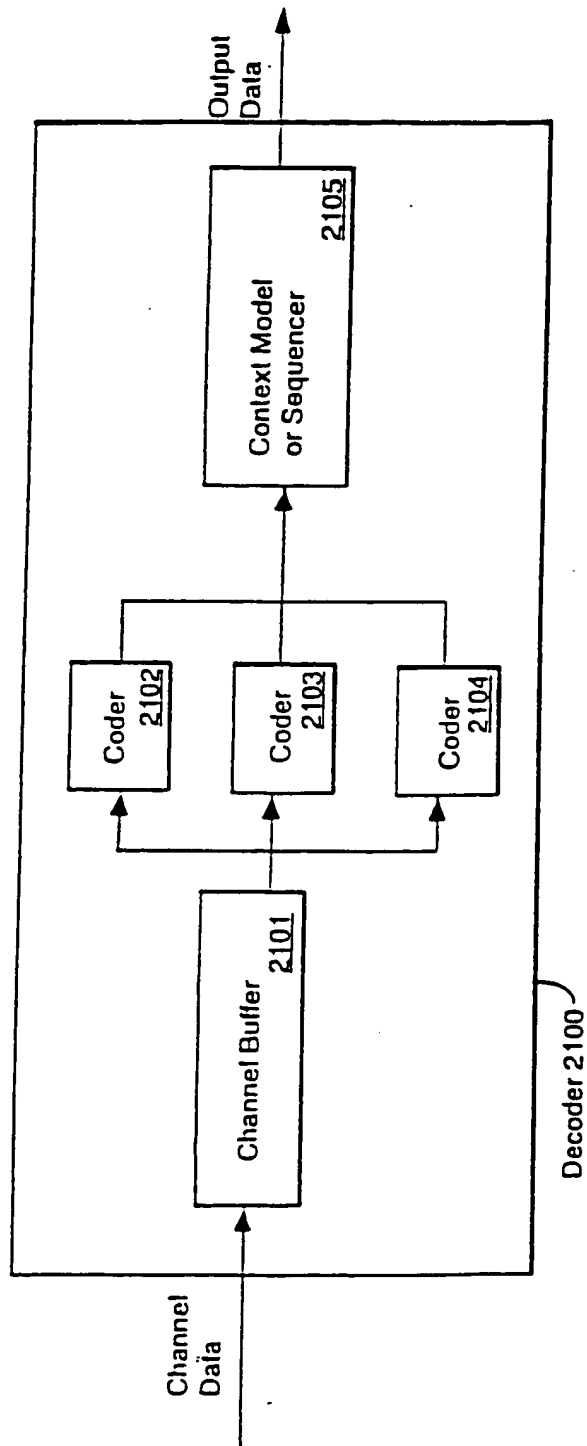 Channel
Data
Channel Buffer
2101
Coder
2102
Coder
2103
Coder
2104
Context Model
or Sequencer
2105
Output
Data
Decoder 2100